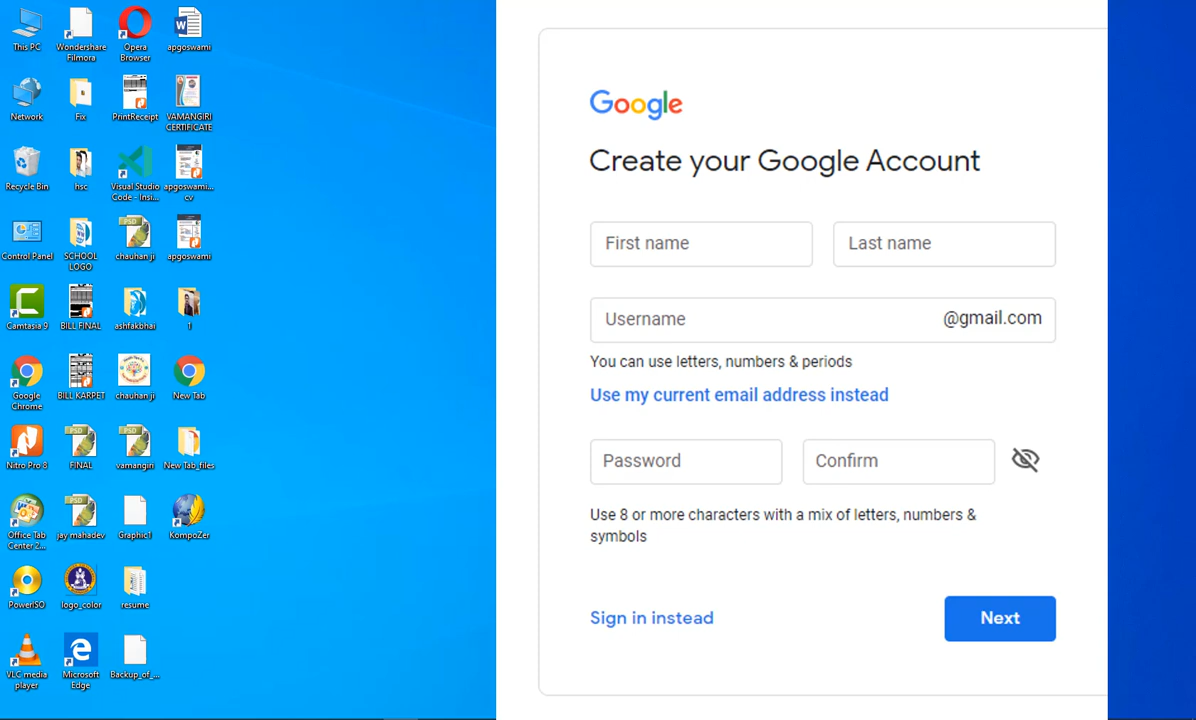 This PC
Wondershare
Filmora
Opera
Browser
apgoswami
Network
Fix
PrintReceipt
VAMANGIRI
CERTIFICATE
Recycle Bin
hsc
Visual Studio
Code - Insi...
apgoswami...
cv
Control Panel
SCHOOL
LOGO
PSD
chauhan ji
apgoswami
Camtasia 9
BILL FINAL
ashfakbhai
1
Google
Chrome
BILL KARPET
chauhan ji
New Tab
Nitro Pro 8
PSD
FINAL
PSD
vamangiri
New Tab_files
Office Tab
Center 2...
PSD
jay mahadev
Graphic1
KompoZer
PowerISO
logo_color
resume
VLC media
player
Microsoft
Edge
Backup_of_...
Google
Create your Google Account
First name
Last name
Username
@gmail.com
You can use letters, numbers & periods
Use my current email address instead
Password
Confirm
Use 8 or more characters with a mix of letters, numbers &
symbols
Sign in instead
Next